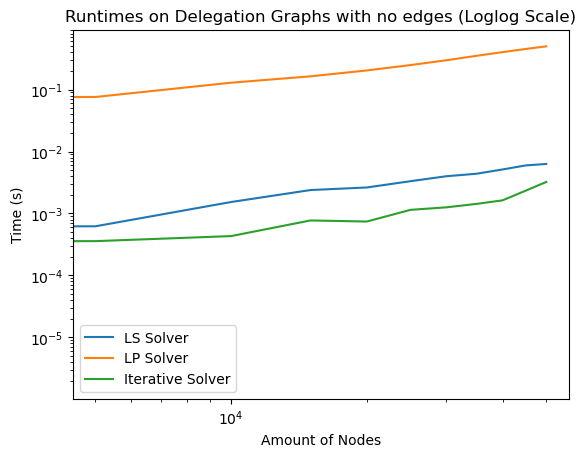 Runtimes on Delegation Graphs with no edges (Loglog Scale)
10⁻¹
10⁻²
10⁻³
10⁻⁴
10⁻⁵
Time (s)
LS Solver
LP Solver
Iterative Solver
10⁴
Amount of Nodes